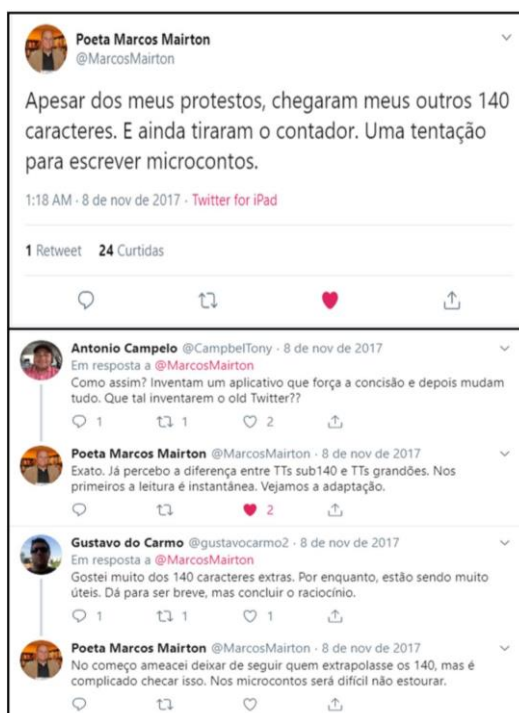 Poeta Marcos Mairton
@MarcosMairton
Apesar dos meus protestos, chegaram meus outros 140
caracteres. E ainda tiraram o contador. Uma tentação
para escrever microcontos.
1:18 AM · 8 de nov de 2017 · Twitter for iPad
1 Retweet 24 Curtidas
Antonio Campelo @CampbelTony · 8 de nov de 2017
Em resposta a @MarcosMairton
Como assim? Inventam um aplicativo que força a concisão e depois mudam
tudo. Que tal inventarem o old Twitter??
1 1 2
Poeta Marcos Mairton @MarcosMairton · 8 de nov de 2017
Exato. Já percebo a diferença entre TTs sub140 e TTs grandões. Nos
primeiros a leitura é instantânea. Vejamos a adaptação.
2
Gustavo do Carmo @gustavocarmo2 · 8 de nov de 2017
Em resposta a @MarcosMairton
Gostei muito dos 140 caracteres extras. Por enquanto, estão sendo muito
úteis. Dá para ser breve, mas concluir o raciocínio.
1 1 1
Poeta Marcos Mairton @MarcosMairton · 8 de nov de 2017
No começo ameacei deixar de seguir quem extrapolasse os 140, mas é
complicado checar isso. Nos microcontos será difícil não estourar.